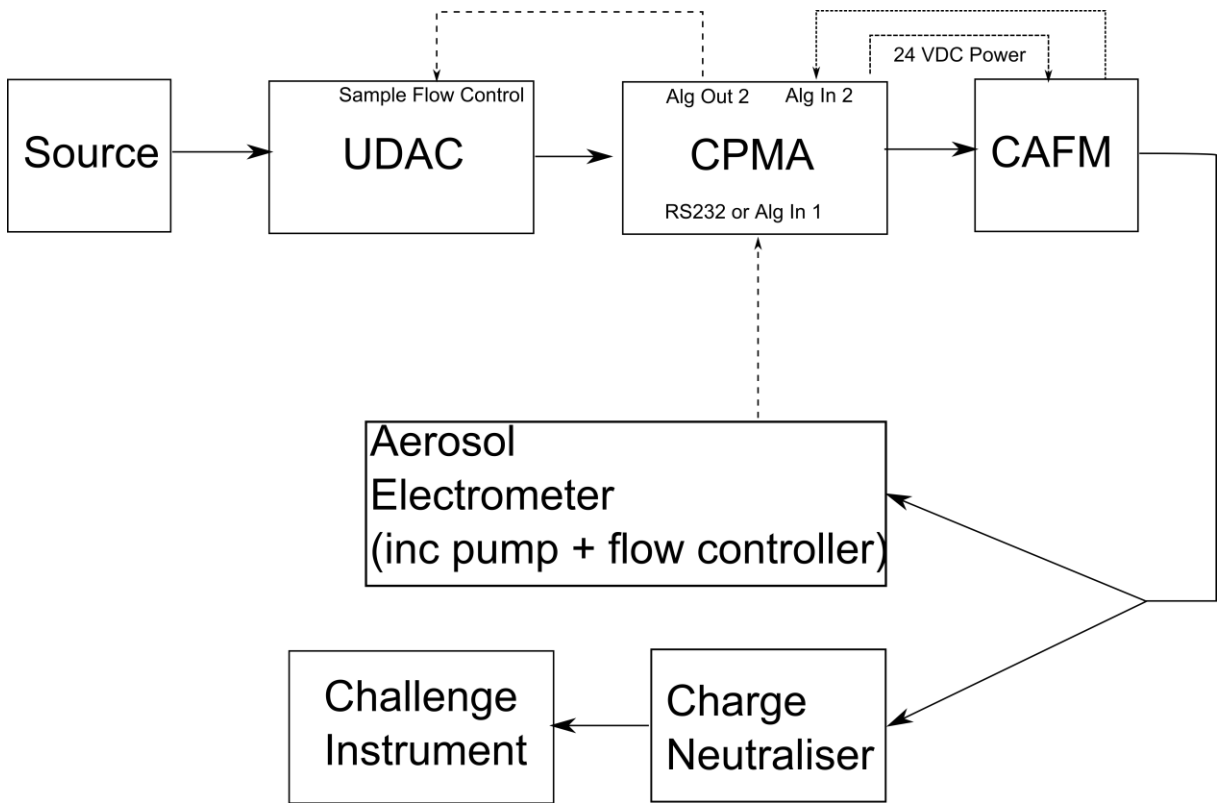 24 VDC Power
Source
Sample Flow Control
UDAC
Alg Out 2
Alg In 2
CPMA
RS232 or Alg In 1
CAFM
Aerosol
Electrometer
(inc pump + flow controller)
Challenge
Instrument
Charge
Neutraliser